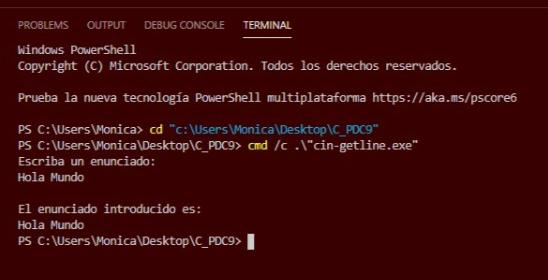 PROBLEMS OUTPUT DEBUG CONSOLE TERMINAL
Windows PowerShell
Copyright (C) Microsoft Corporation. Todos los derechos reservados.
Prueba la nueva tecnología PowerShell multiplataforma https://aka.ms/pscore6
PS C:\Users\Monica> cd "c:\Users\Monica\Desktop\C_PDC9"
PS C:\Users\Monica\Desktop\C_PDC9> cmd /c .\"cin-getline.exe"
Escriba un enunciado:
Hola Mundo
El enunciado introducido es:
Hola Mundo
PS C:\Users\Monica\Desktop\C_PDC9>